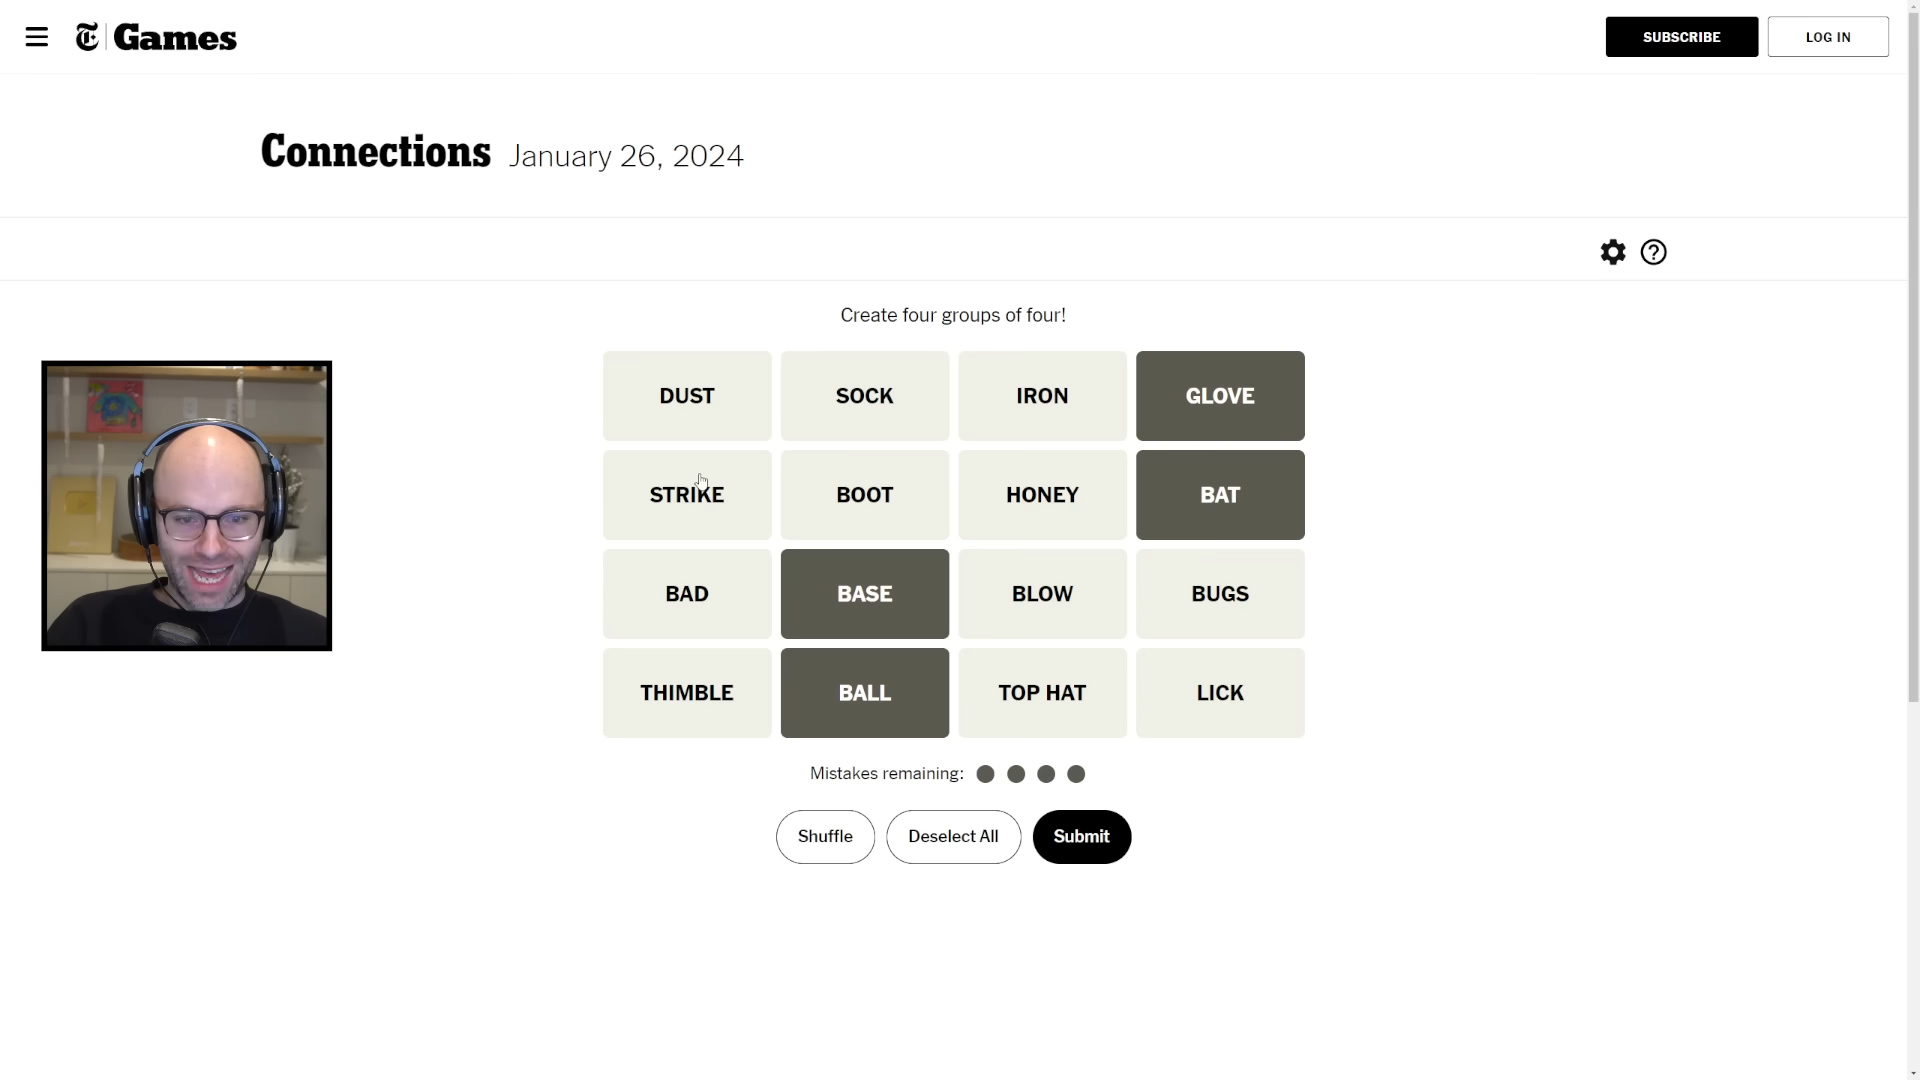 T Games
SUBSCRIBE
LOG IN
Connections January 26, 2024
Create four groups of four!
DUST SOCK IRON GLOVE
STRIKE BOOT HONEY BAT
BAD BASE BLOW BUGS
THIMBLE BALL TOP HAT LICK
Mistakes remaining:
Shuffle Deselect All Submit